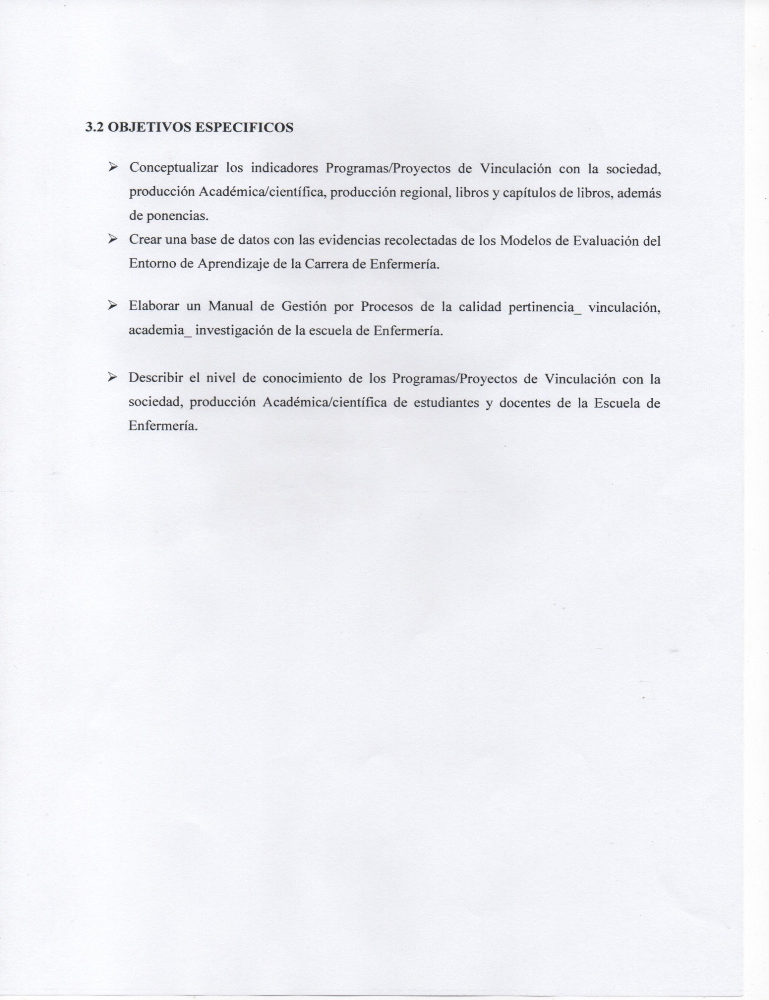 3.2 OBJETIVOS ESPECIFICOS
➢ Conceptualizar los indicadores Programas/Proyectos de Vinculación con la sociedad,
producción Académica/científica, producción regional, libros y capítulos de libros, además
de ponencias.
➢ Crear una base de datos con las evidencias recolectadas de los Modelos de Evaluación del
Entorno de Aprendizaje de la Carrera de Enfermería.
➢ Elaborar un Manual de Gestión por Procesos de la calidad pertinencia_ vinculación,
academia_ investigación de la escuela de Enfermería.
➢ Describir el nivel de conocimiento de los Programas/Proyectos de Vinculación con la
sociedad, producción Académica/científica de estudiantes y docentes de la Escuela de
Enfermería.